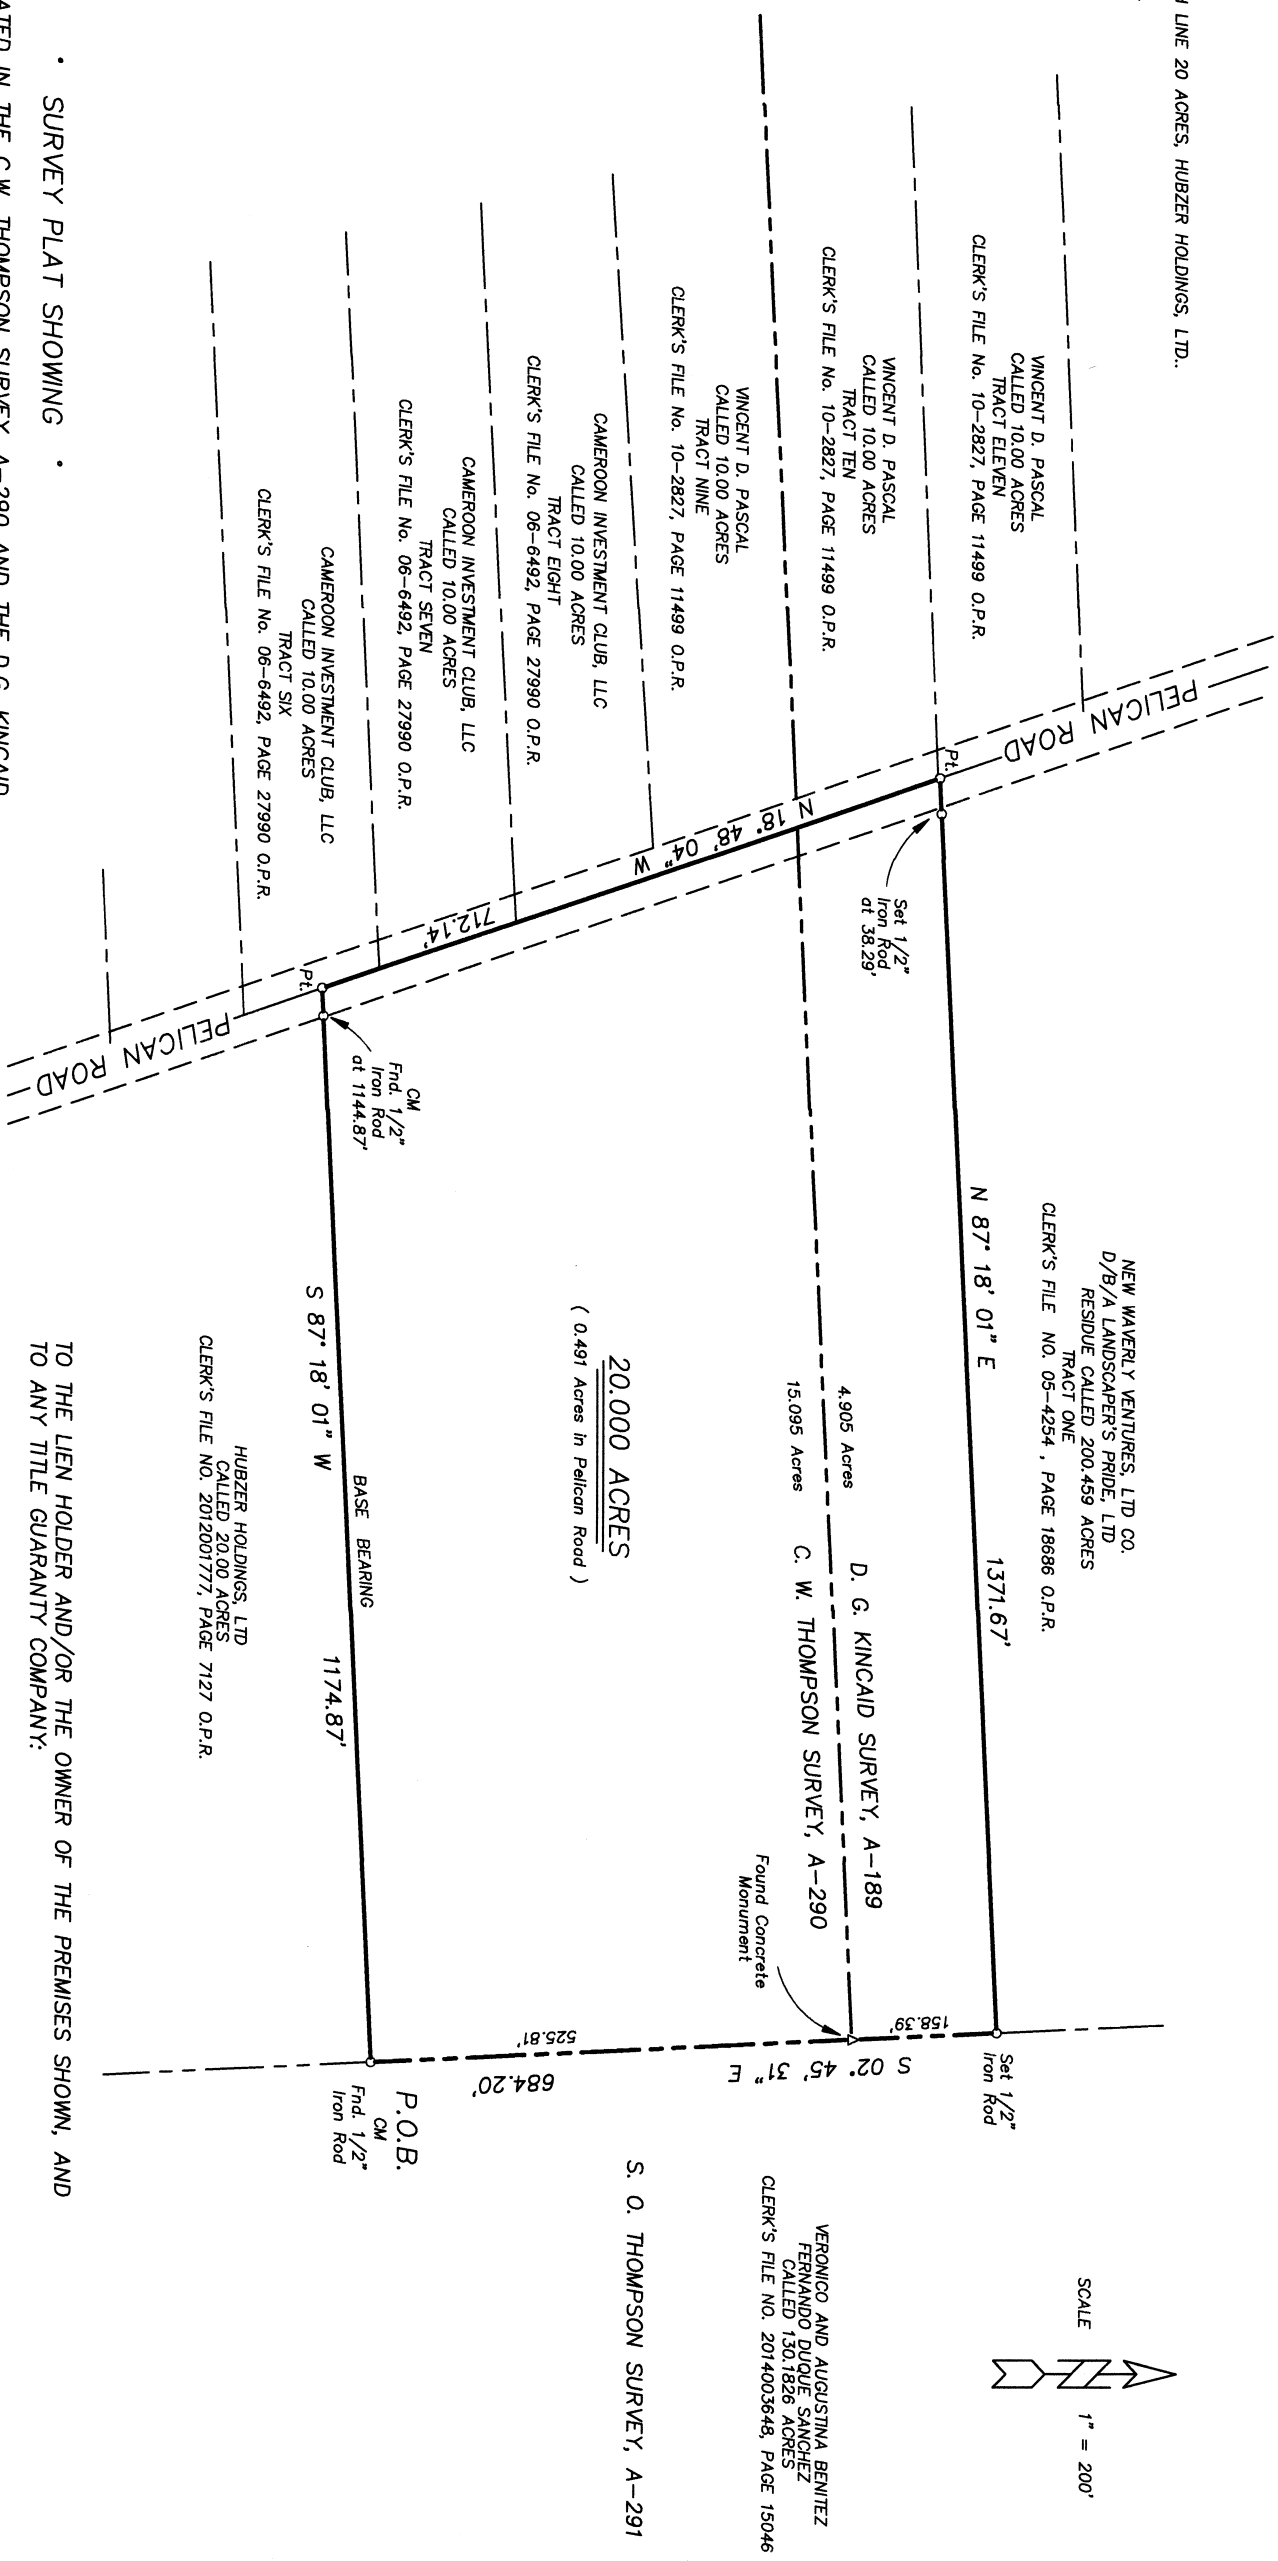 H LINE 20 ACRES, HUBZER HOLDINGS, LTD..
VINCENT D. PASCAL
CALLED 10.00 ACRES
TRACT ELEVEN
CLERK'S FILE No. 10-2827, PAGE 11499 O.P.R.
VINCENT D. PASCAL
CALLED 10.00 ACRES
TRACT TEN
CLERK'S FILE No. 10-2827, PAGE 11499 O.P.R.
VINCENT D. PASCAL
CALLED 10.00 ACRES
TRACT NINE
CLERK'S FILE No. 10-2827, PAGE 11499 O.P.R.
CAMEROON INVESTMENT CLUB, LLC
CALLED 10.00 ACRES
TRACT EIGHT
CLERK'S FILE No. 06-6492, PAGE 27990 O.P.R.
CAMEROON INVESTMENT CLUB, LLC
CALLED 10.00 ACRES
TRACT SEVEN
CLERK'S FILE No. 06-6492, PAGE 27990 O.P.R.
CAMEROON INVESTMENT CLUB, LLC
CALLED 10.00 ACRES
TRACT SIX
CLERK'S FILE No. 06-6492, PAGE 27990 O.P.R.
PELICAN ROAD
Pt.
Set 1/2"
Iron Rod
at 38.29'
N 18° 48' 04" W
712.14'
Pt.
PELICAN ROAD
CM
Fnd. 1/2"
Iron Rod
at 1144.87'
NEW WAVERLY VENTURES, LTD CO.
D/B/A LANDSCAPER'S PRIDE, LTD
RESIDUE CALLED 200.459 ACRES
TRACT ONE
CLERK'S FILE NO. 05-4254 , PAGE 18686 O.P.R.
N 87° 18' 01" E
1371.67'
4.905 Acres
D. G. KINCAID SURVEY, A-189
15.095 Acres
C. W. THOMPSON SURVEY, A-290
20.000 ACRES
( 0.491 Acres in Pelican Road )
Found Concrete
Monument
BASE BEARING
S 87° 18' 01" W
1174.87'
HUBZER HOLDINGS, LTD
CALLED 20.00 ACRES
CLERK'S FILE NO. 2012001777, PAGE 7127 O.P.R.
Set 1/2"
Iron Rod
158.39'
S 02° 45' 31" E
525.81'
684.20'
P.O.B.
CM
Fnd. 1/2"
Iron Rod
SCALE
1" = 200'
VERONICO AND AUGUSTINA BENITEZ
FERNANDO DUQUE SANCHEZ
CALLED 130.1826 ACRES
CLERK'S FILE NO. 2014003648, PAGE 15046
S. O. THOMPSON SURVEY, A-291
• SURVEY PLAT SHOWING •
ATED IN THE C.W. THOMPSON SURVEY, A-290 AND THE D.G. KINCAID
TO THE LIEN HOLDER AND/OR THE OWNER OF THE PREMISES SHOWN, AND
TO ANY TITLE GUARANTY COMPANY: